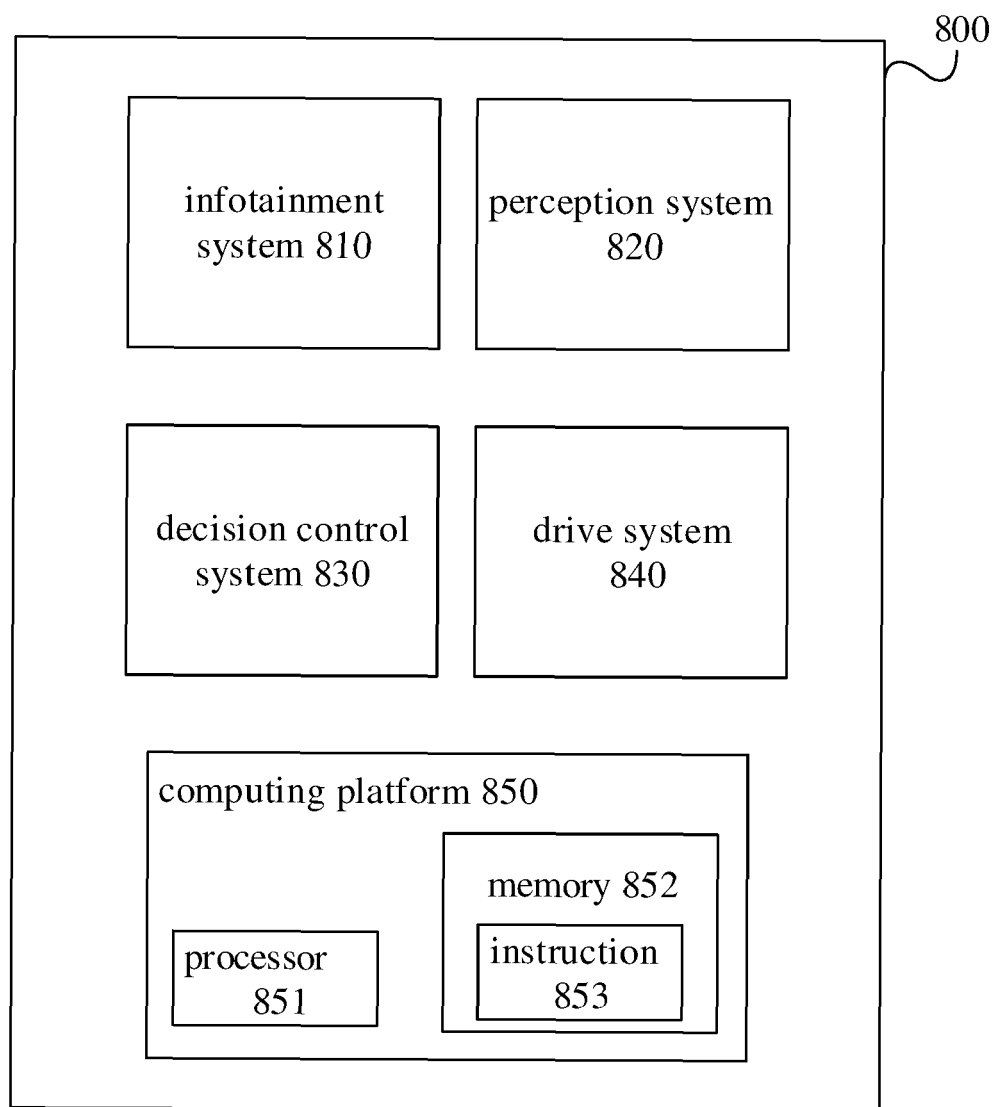 800
infotainment
system 810
perception system
820
decision control
system 830
drive system
840
computing platform 850
memory 852
processor
851
instruction
853